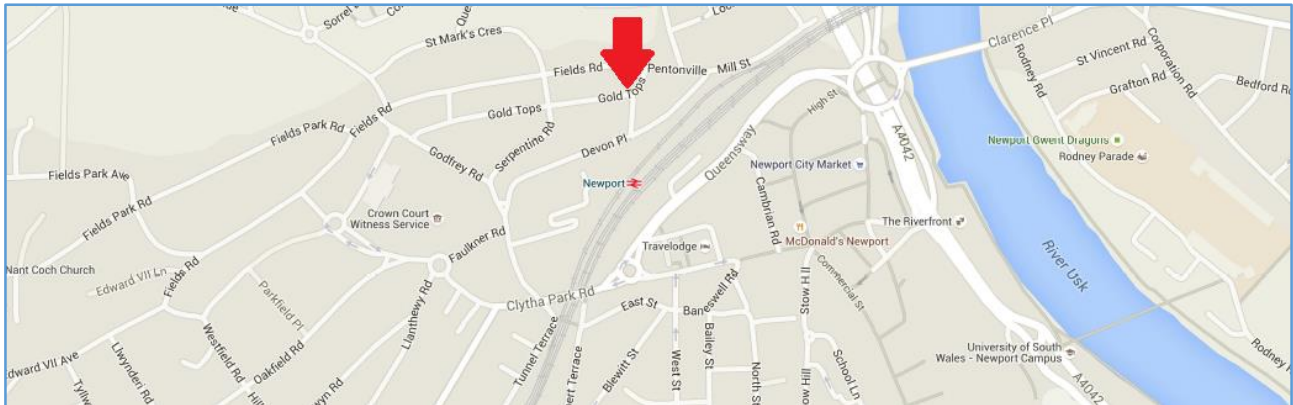 Sorrel
St Mark's Cres
Fields Rd
Pentonville
Mill St
Gold Tops
Gold Tops
Serpentine Rd
Devon Pl
Fields Park Rd
Fields Rd
Godfrey Rd
Fields Park Ave
Fields Park Rd
Newport
Queensway
High St
A4042
Clarence Pl
Rodney Rd
St Vincent Rd
Corporation Rd
Grafton Rd
Bedford
Newport Gwent Dragons
Rodney Parade
Newport City Market
Cambrian Rd
The Riverfront
McDonald's Newport
Commercial St
Travelodge
Crown Court
Witness Service
Faulkner Rd
Nant Coch Church
Edward VII Ln
Fields Rd
Parkfield Pl
Llanthewy Rd
Clytha Park Rd
East St
Baneswell Rd
Stow Hill
River Usk
Edward VII Ave
Llwynderi Rd
Westfield Rd
Oakfield Rd
Tunnel Terrace
Blewitt St
West St
Bailey St
North St
School Ln
University of South
Wales - Newport Campus
A4042
Rodney